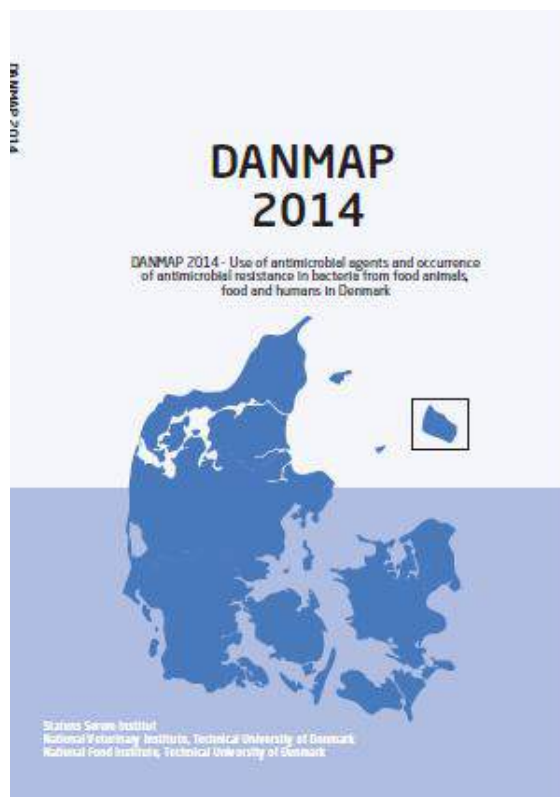 DANMAP 2014
DANMAP
2014
DANMAP 2014 - Use of antimicrobial agents and occurrence
of antimicrobial resistance in bacteria from food animals,
food and humans in Denmark
Statens Serum Institut
National Veterinary Institute, Technical University of Denmark
National Food Institute, Technical University of Denmark